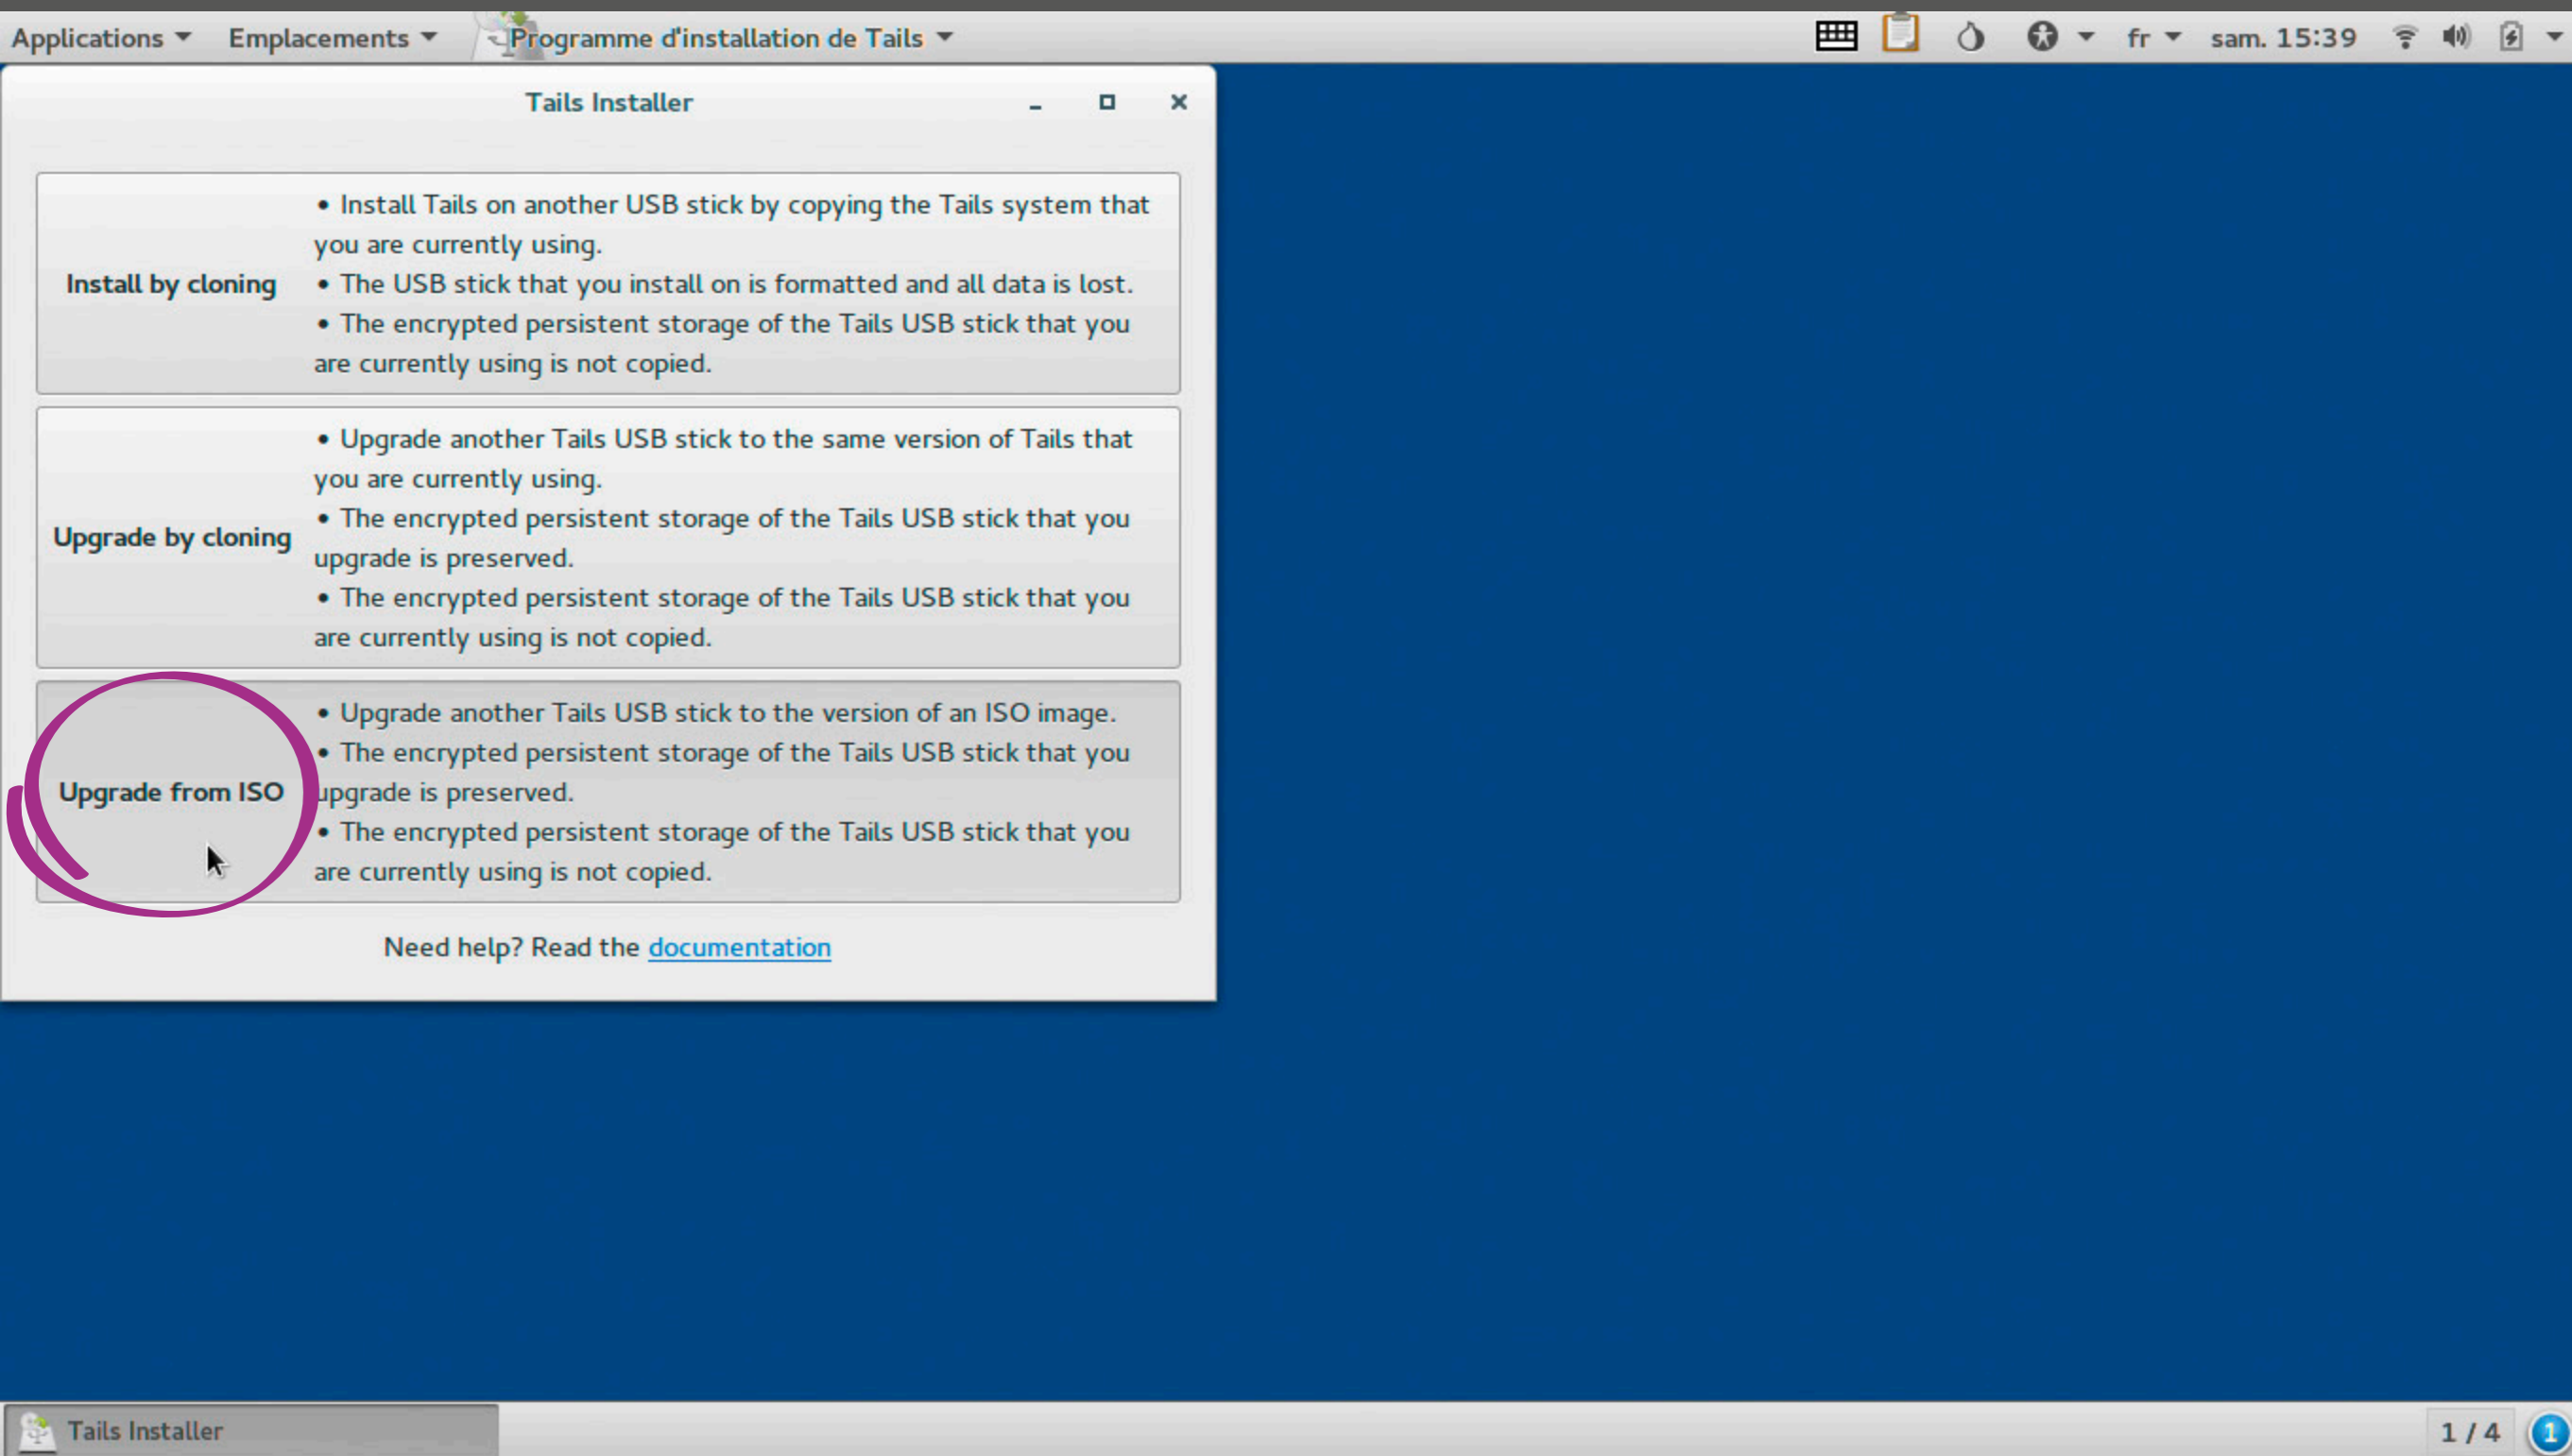 Applications Emplacements Programme d'installation de Tails fr sam. 15:39
Tails Installer
• Install Tails on another USB stick by copying the Tails system that
you are currently using.
Install by cloning
• The USB stick that you install on is formatted and all data is lost.
• The encrypted persistent storage of the Tails USB stick that you
are currently using is not copied.
• Upgrade another Tails USB stick to the same version of Tails that
you are currently using.
• The encrypted persistent storage of the Tails USB stick that you
Upgrade by cloning
upgrade is preserved.
• The encrypted persistent storage of the Tails USB stick that you
are currently using is not copied.
• Upgrade another Tails USB stick to the version of an ISO image.
• The encrypted persistent storage of the Tails USB stick that you
Upgrade from ISO
upgrade is preserved.
• The encrypted persistent storage of the Tails USB stick that you
are currently using is not copied.
Need help? Read the documentation
Tails Installer
1 / 4
1